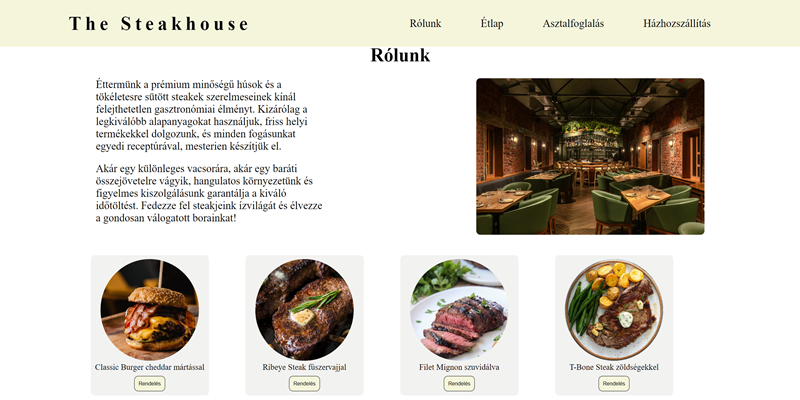 The Steakhouse
Rólunk Étlap Asztalfoglalás Házhozszállítás
Rólunk
Éttermünk a prémium minőségű húsok és a
tökéletesre sütött steakek szerelmeseinek kínál
felejthetetlen gasztronómiai élményt. Kizárólag a
legkiválóbb alapanyagokat használjuk, friss helyi
termékekkel dolgozunk, és minden fogásunkat
egyedi receptúrával, mesterien készítjük el.
Akár egy különleges vacsorára, akár egy baráti
összejövetelre vágyik, hangulatos környezetünk és
figyelmes kiszolgálásunk garantálja a kiváló
időtöltést. Fedezze fel steakjeink ízvilágát és élvezze
a gondosan válogatott borainkat!
Classic Burger cheddar mártással
Rendelés
Ribeye Steak fűszervajjal
Rendelés
Filet Mignon szuvidálva
Rendelés
T-Bone Steak zöldségekkel
Rendelés